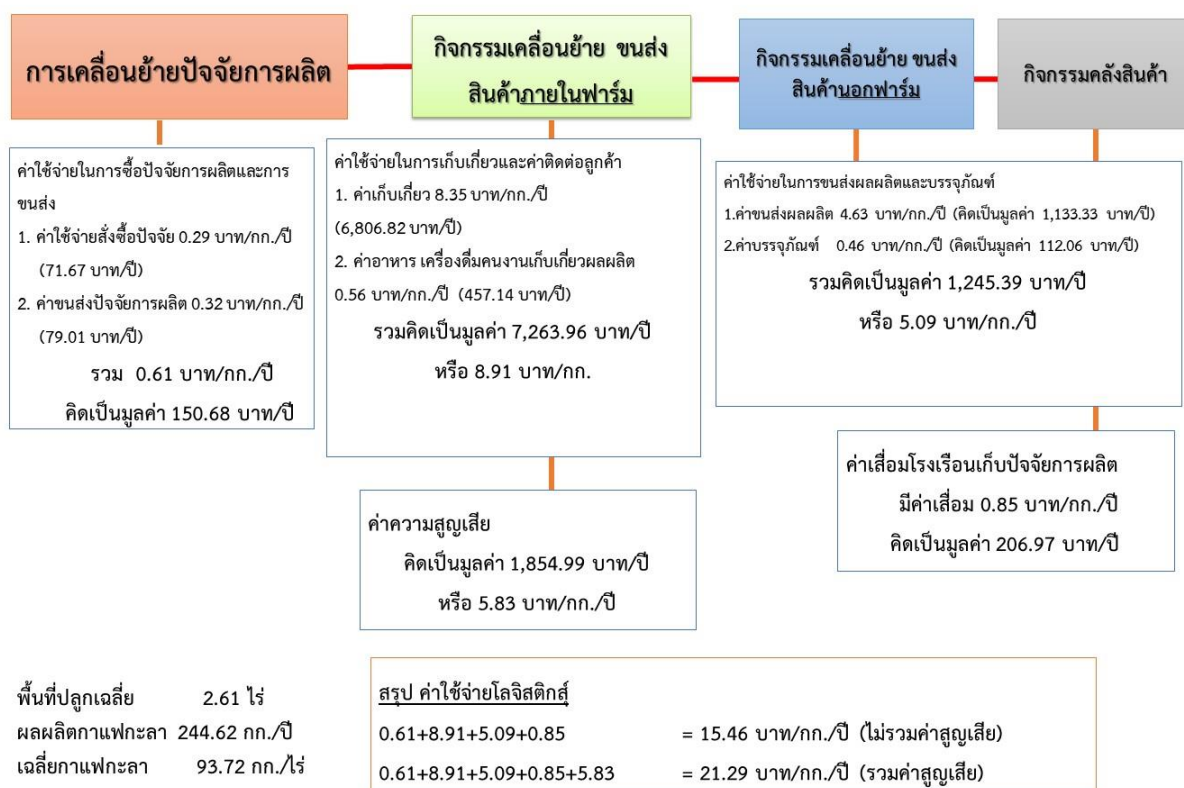 การเคลื่อนย้ายปัจจัยการผลิต
กิจกรรมเคลื่อนย้าย ขนส่ง
สินค้าภายในฟาร์ม
กิจกรรมเคลื่อนย้าย ขนส่ง
สินค้านอกฟาร์ม
กิจกรรมคลังสินค้า
ค่าใช้จ่ายในการซื้อปัจจัยการผลิตและการ
ขนส่ง
1. ค่าใช้จ่ายสั่งซื้อปัจจัย 0.29 บาท/กก./ปี
(71.67 บาท/ปี)
2. ค่าขนส่งปัจจัยการผลิต 0.32 บาท/กก./ปี
(79.01 บาท/ปี)
รวม 0.61 บาท/กก./ปี
คิดเป็นมูลค่า 150.68 บาท/ปี
ค่าใช้จ่ายในการเก็บเกี่ยวและค่าติดต่อลูกค้า
1. ค่าเก็บเกี่ยว 8.35 บาท/กก./ปี
(6,806.82 บาท/ปี)
2. ค่าอาหาร เครื่องดื่มคนงานเก็บเกี่ยวผลผลิต
0.56 บาท/กก./ปี (457.14 บาท/ปี)
รวมคิดเป็นมูลค่า 7,263.96 บาท/ปี
หรือ 8.91 บาท/กก.
ค่าใช้จ่ายในการขนส่งผลผลิตและบรรจุภัณฑ์
1.ค่าขนส่งผลผลิต 4.63 บาท/กก./ปี (คิดเป็นมูลค่า 1,133.33 บาท/ปี)
2.ค่าบรรจุภัณฑ์ 0.46 บาท/กก./ปี (คิดเป็นมูลค่า 112.06 บาท/ปี)
รวมคิดเป็นมูลค่า 1,245.39 บาท/ปี
หรือ 5.09 บาท/กก./ปี
ค่าความสูญเสีย
คิดเป็นมูลค่า 1,854.99 บาท/ปี
หรือ 5.83 บาท/กก./ปี
ค่าเสื่อมโรงเรือนเก็บปัจจัยการผลิต
มีค่าเสื่อม 0.85 บาท/กก./ปี
คิดเป็นมูลค่า 206.97 บาท/ปี
พื้นที่ปลูกเฉลี่ย 2.61 ไร่
ผลผลิตกาแฟกะลา 244.62 กก./ปี
เฉลี่ยกาแฟกะลา 93.72 กก./ไร่
สรุป ค่าใช้จ่ายโลจิสติกส์
0.61+8.91+5.09+0.85 = 15.46 บาท/กก./ปี (ไม่รวมค่าสูญเสีย)
0.61+8.91+5.09+0.85+5.83 = 21.29 บาท/กก./ปี (รวมค่าสูญเสีย)